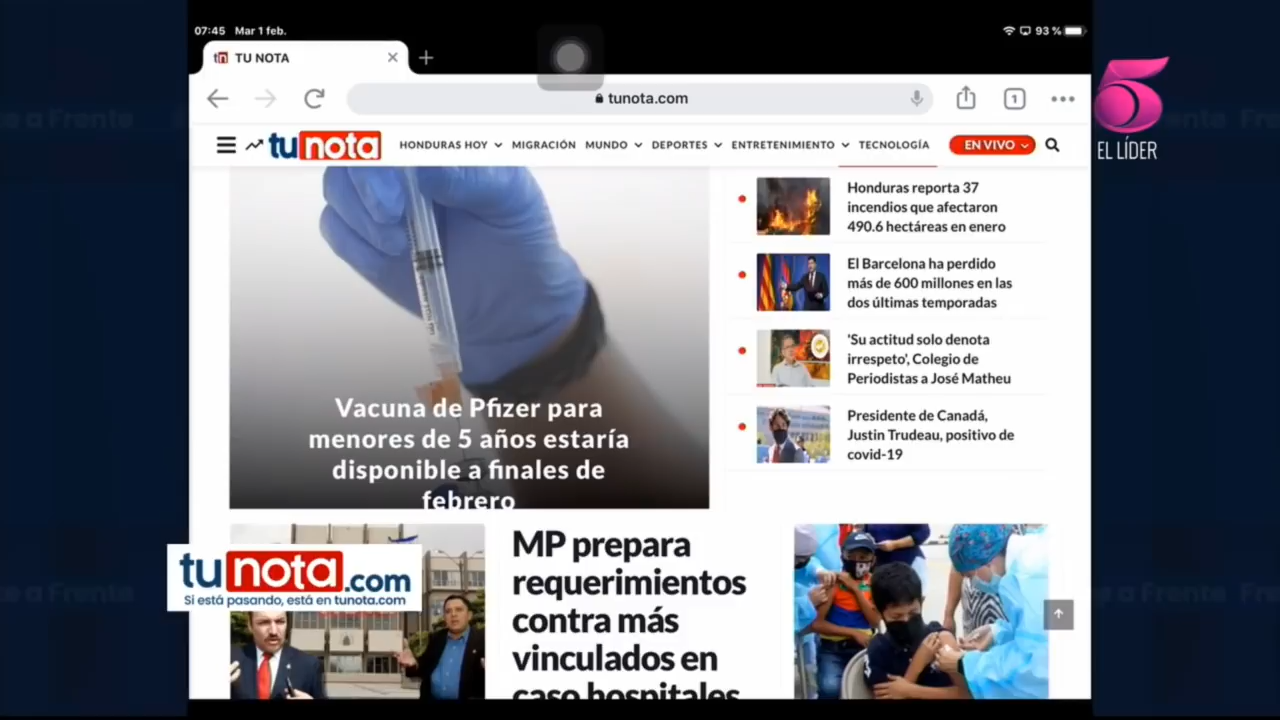 07:45 Mar 1 feb.
93 %
tn TU NOTA
tunota.com
1
tunota
HONDURAS HOY
MIGRACIÓN
MUNDO
DEPORTES
ENTRETENIMIENTO
TECNOLOGÍA
EN VIVO
5
EL LÍDER
Vacuna de Pfizer para
menores de 5 años estaría
disponible a finales de
febrero
Honduras reporta 37
incendios que afectaron
490.6 hectáreas en enero
El Barcelona ha perdido
más de 600 millones en las
dos últimas temporadas
'Su actitud solo denota
irrespeto', Colegio de
Periodistas a José Matheu
Presidente de Canadá,
Justin Trudeau, positivo de
covid-19
MP prepara
requerimientos
contra más
vinculados en
caso hospitales
tunota.com
Si está pasando, está en tunota.com